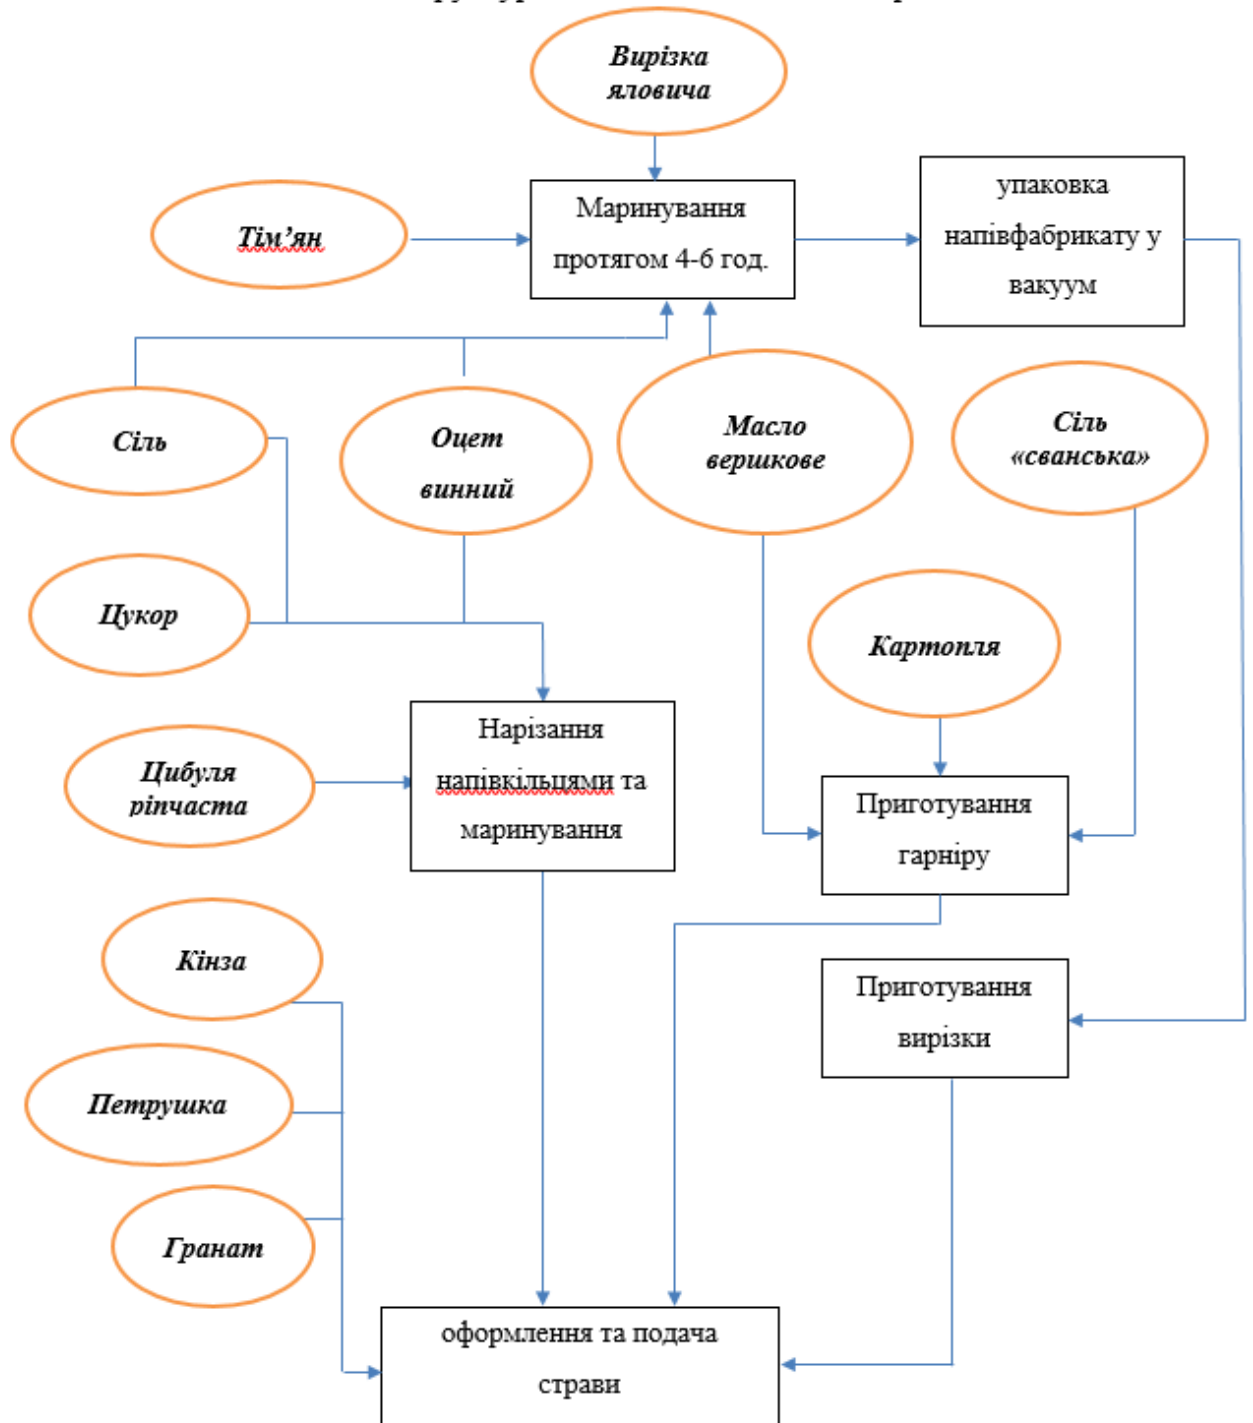 Вирізка
яловича
Тім’ян
Маринування
протягом 4-6 год.
упаковка
напівфабрикату у
вакуум
Сіль
Оцет
винний
Масло
вершкове
Сіль
«сванська»
Цукор
Картопля
Цибуля
ріпчаста
Нарізання
напівкільцями та
маринування
Приготування
гарніру
Кінза
Приготування
вирізки
Петрушка
Гранат
оформлення та подача
страви